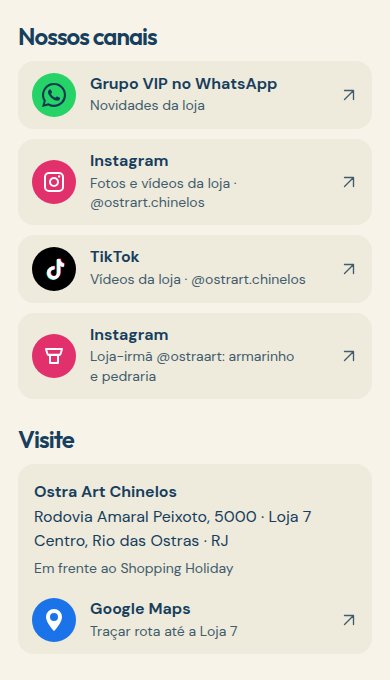 Nossos canais
Grupo VIP no WhatsApp
Novidades da loja
Instagram
Fotos e vídeos da loja ·
@ostrart.chinelos
TikTok
Vídeos da loja · @ostrart.chinelos
Instagram
Loja-irmã @ostraart: armarinho
e pedraria
Visite
Ostra Art Chinelos
Rodovia Amaral Peixoto, 5000 · Loja 7
Centro, Rio das Ostras · RJ
Em frente ao Shopping Holiday
Google Maps
Traçar rota até a Loja 7